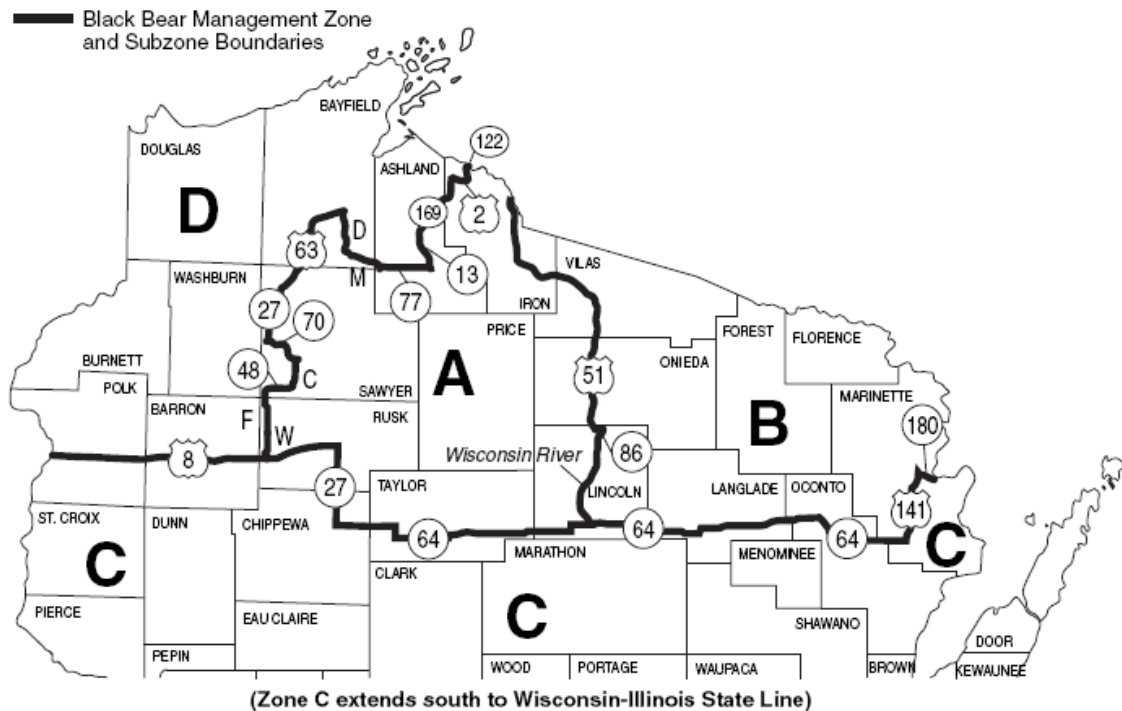 Black Bear Management Zone
and Subzone Boundaries
BAYFIELD
DOUGLAS
ASHLAND
122
D
169
2
63
D
WASHBURN
M
13
VILAS
27
77
IRON
70
PRICE
FOREST
FLORENCE
BURNETT
48
C
A
51
ONIEDA
POLK
SAWYER
MARINETTE
BARRON
F
RUSK
B
180
W
8
Wisconsin River
86
27
TAYLOR
LINCOLN
LANGLADE
OCONTO
141
ST. CROIX
DUNN
CHIPPEWA
64
64
64
C
C
MARATHON
MENOMINEE
CLARK
PIERCE
EAU CLAIRE
C
SHAWANO
DOOR
PEPIN
WOOD
PORTAGE
WAUPACA
BROWN
KEWAUNEE
(Zone C extends south to Wisconsin-Illinois State Line)